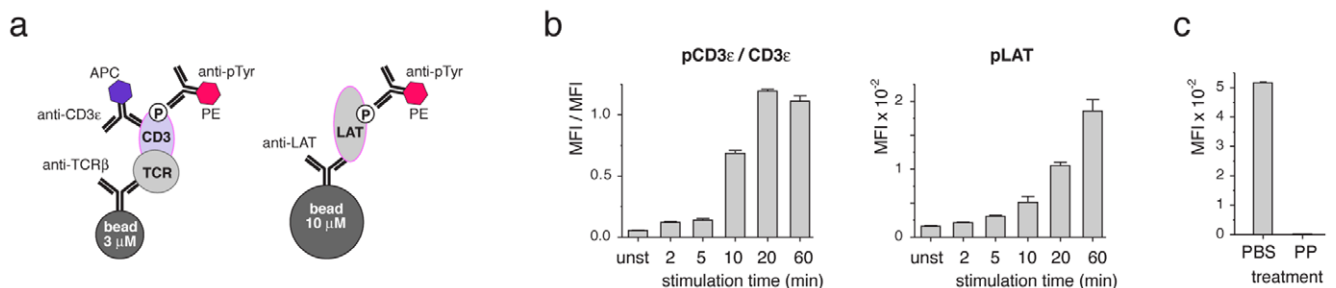 a
APC
anti-pTyr
anti-CD3ε
P
PE
CD3
anti-TCRβ
TCR
bead
3 μM
anti-pTyr
P
PE
LAT
anti-LAT
bead
10 μM
b
pCD3ε / CD3ε
MFI / MFI
1.0
0.5
0.0
unst 2 5 10 20 60
stimulation time (min)
pLAT
MFI x 10-2
2
1
0
unst 2 5 10 20 60
stimulation time (min)
c
MFI x 10-2
5
4
3
2
1
0
PBS PP
treatment